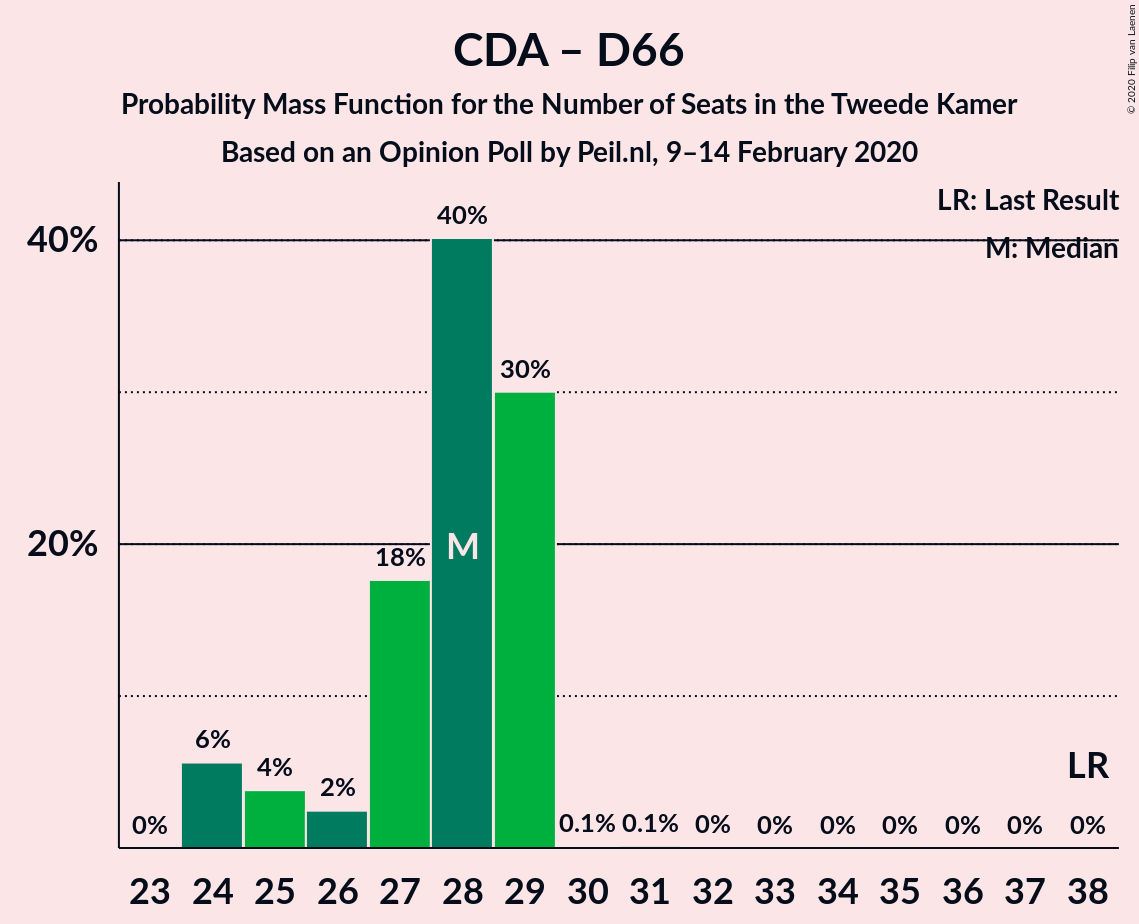 CDA – D66
Probability Mass Function for the Number of Seats in the Tweede Kamer
Based on an Opinion Poll by Peil.nl, 9–14 February 2020
© 2020 Filip van Laenen
LR: Last Result
M: Median
40%
20%
0%
6%
4%
2%
18%
40%
30%
0.1%
0.1%
0%
0%
0%
0%
0%
0%
0%
M
LR
23 24 25 26 27 28 29 30 31 32 33 34 35 36 37 38